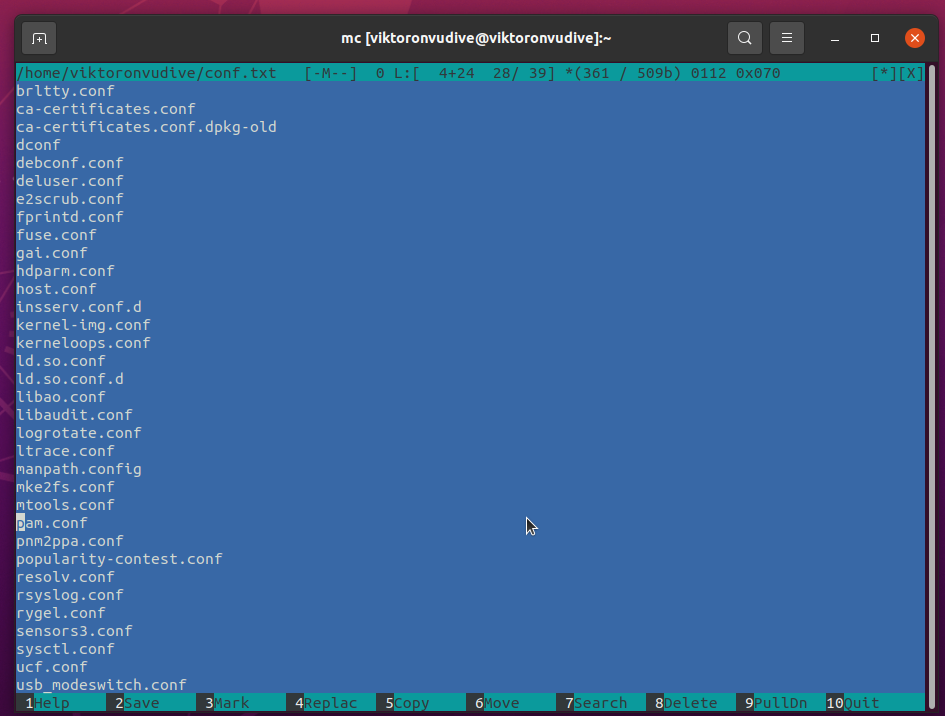 mc [viktoronvudive@viktoronvudive]:~
/home/viktoronvudive/conf.txt   [-M--]  0 L:[  4+24  28/ 39] *(361 / 509b) 0112 0x070          [*][X]
brltty.conf
ca-certificates.conf
ca-certificates.conf.dpkg-old
dconf
debconf.conf
deluser.conf
e2scrub.conf
fprintd.conf
fuse.conf
gai.conf
hdparm.conf
host.conf
insserv.conf.d
kernel-img.conf
kerneloops.conf
ld.so.conf
ld.so.conf.d
libao.conf
libaudit.conf
logrotate.conf
ltrace.conf
manpath.config
mke2fs.conf
mtools.conf
pam.conf
pnm2ppa.conf
popularity-contest.conf
resolv.conf
rsyslog.conf
rygel.conf
sensors3.conf
sysctl.conf
ucf.conf
usb_modeswitch.conf
1Help 2Save 3Mark 4Replac 5Copy 6Move 7Search 8Delete 9PullDn 10Quit